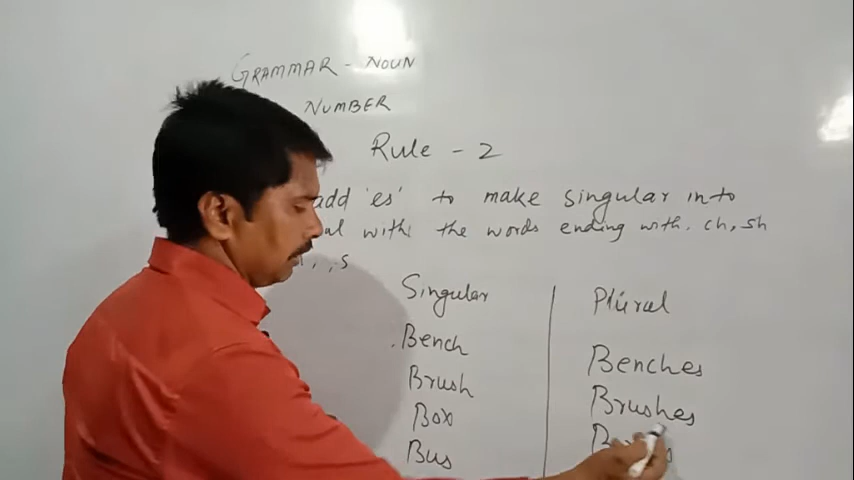 GRAMMAR - NOUN
NUMBER
Rule - 2
add 'es' to make singular into
with the words ending with. ch, sh
, , s
Singular Plural
Bench Benches
Brush Brushes
Box
Bus